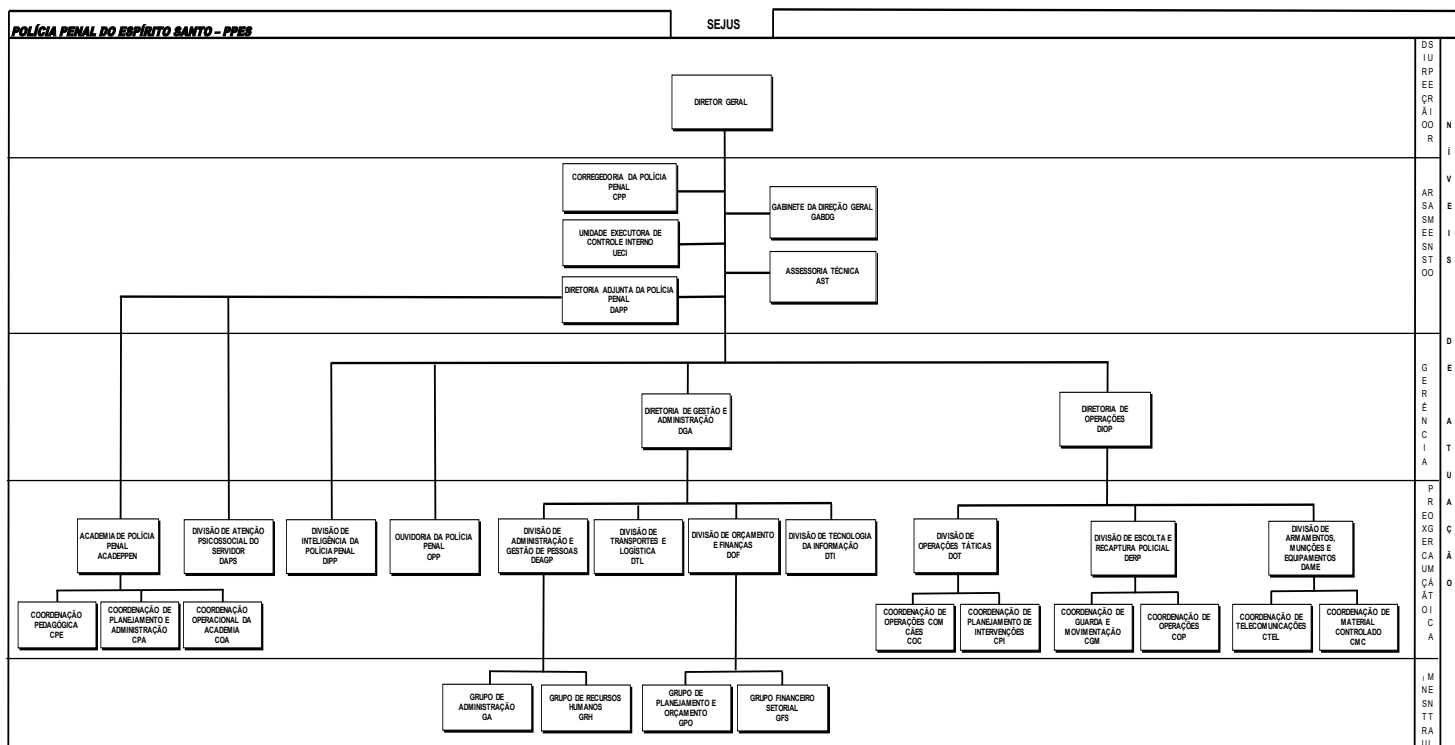 POLÍCIA PENAL DO ESPÍRITO SANTO – PPES
SEJUS
DIRETOR GERAL
CORREGEDORIA DA POLÍCIA
PENAL
CPP
GABINETE DA DIREÇÃO GERAL
GABDG
UNIDADE EXECUTORA DE
CONTROLE INTERNO
UECI
ASSESSORIA TÉCNICA
AST
DIRETORIA ADJUNTA DA POLÍCIA
PENAL
DAPP
DIRETORIA DE GESTÃO E
ADMINISTRAÇÃO
DGA
DIRETORIA DE
OPERAÇÕES
DIOP
ACADEMIA DE POLÍCIA
PENAL
ACADEPPEN
DIVISÃO DE ATENÇÃO
PSICOSSOCIAL DO
SERVIDOR
DAPS
DIVISÃO DE
INTELIGÊNCIA DA
POLÍCIA PENAL
DIPP
OUVIDORIA DA POLÍCIA
PENAL
OPP
DIVISÃO DE
ADMINISTRAÇÃO E
GESTÃO DE PESSOAS
DEAGP
DIVISÃO DE
TRANSPORTES E
LOGÍSTICA
DTL
DIVISÃO DE ORÇAMENTO
E FINANÇAS
DOF
DIVISÃO DE TECNOLOGIA
DA INFORMAÇÃO
DTI
DIVISÃO DE
OPERAÇÕES TÁTICAS
DOT
DIVISÃO DE ESCOLTA E
RECAPTURA POLICIAL
DERP
DIVISÃO DE
ARMAMENTOS,
MUNIÇÕES E
EQUIPAMENTOS
DAME
COORDENAÇÃO
PEDAGÓGICA
CPE
COORDENAÇÃO DE
PLANEJAMENTO E
ADMINISTRAÇÃO
CPA
COORDENAÇÃO
OPERACIONAL DA
ACADEMIA
COA
COORDENAÇÃO DE
OPERAÇÕES COM
CÃES
COC
COORDENAÇÃO DE
PLANEJAMENTO DE
INTERVENÇÕES
CPI
COORDENAÇÃO DE
GUARDA E
MOVIMENTAÇÃO
CGM
COORDENAÇÃO DE
OPERAÇÕES
COP
COORDENAÇÃO DE
TELECOMUNICAÇÕES
CTEL
COORDENAÇÃO DE
MATERIAL
CONTROLADO
CMC
GRUPO DE
ADMINISTRAÇÃO
GA
GRUPO DE RECURSOS
HUMANOS
GRH
GRUPO DE
PLANEJAMENTO E
ORÇAMENTO
GPO
GRUPO FINANCEIRO
SETORIAL
GFS
DIREÇÃO
SUPERIOR
ASSESSO
RAMENTO
GERÊNCIA
NÍVEIS DE ATUAÇÃO